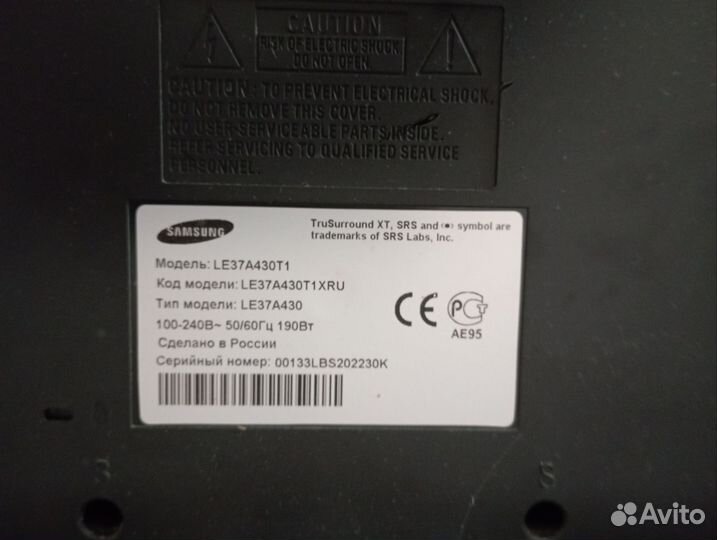 CAUTION
RISK OF ELECTRIC SHOCK
DO NOT OPEN
CAUTION: TO PREVENT ELECTRICAL SHOCK,
DO NOT REMOVE THIS COVER.
NO USER SERVICEABLE PARTS INSIDE.
REFER SERVICING TO QUALIFIED SERVICE
PERSONNEL.
SAMSUNG
TruSurround XT, SRS and (●) symbol are
trademarks of SRS Labs, Inc.
Модель: LE37A430T1
Код модели: LE37A430T1XRU
Тип модели: LE37A430
100-240В~ 50/60Гц 190Вт
Сделано в России
Серийный номер: 00133LBS202230K
CE РСТ
АЕ95
Avito